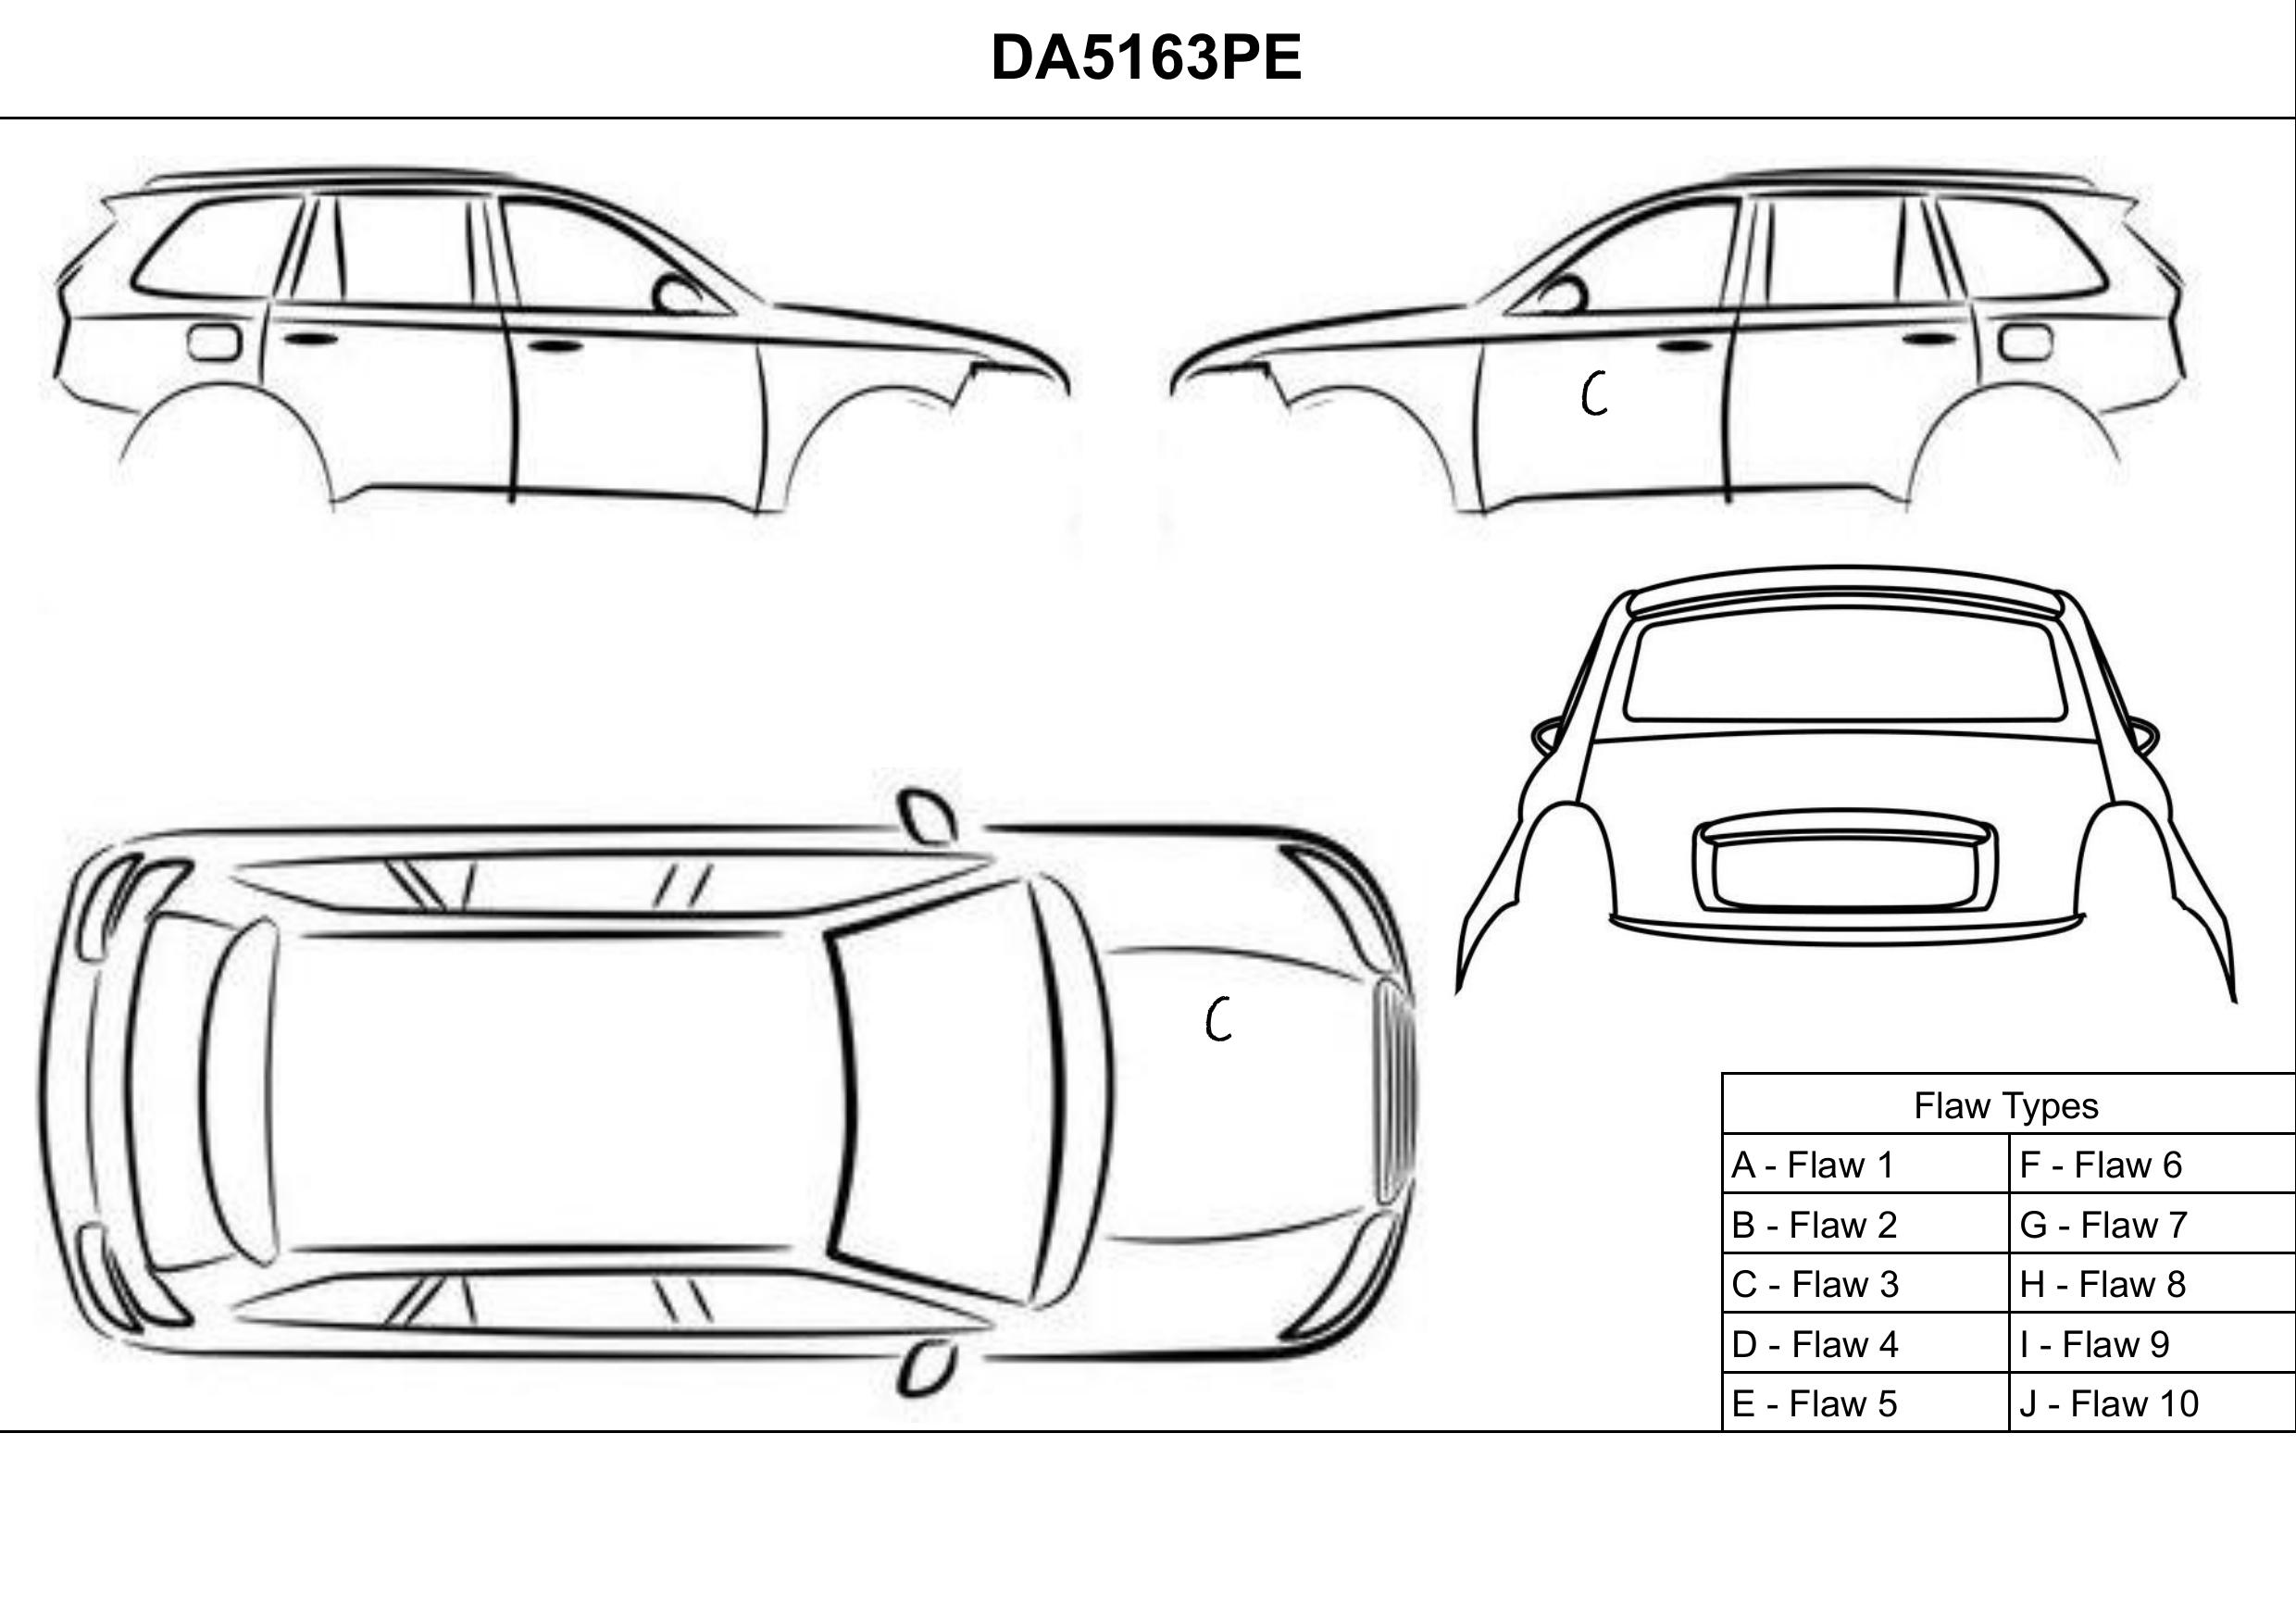 DA5163PE
C
C
Flaw Types
A - Flaw 1
F - Flaw 6
B - Flaw 2
G - Flaw 7
C - Flaw 3
H - Flaw 8
D - Flaw 4
I - Flaw 9
E - Flaw 5
J - Flaw 10